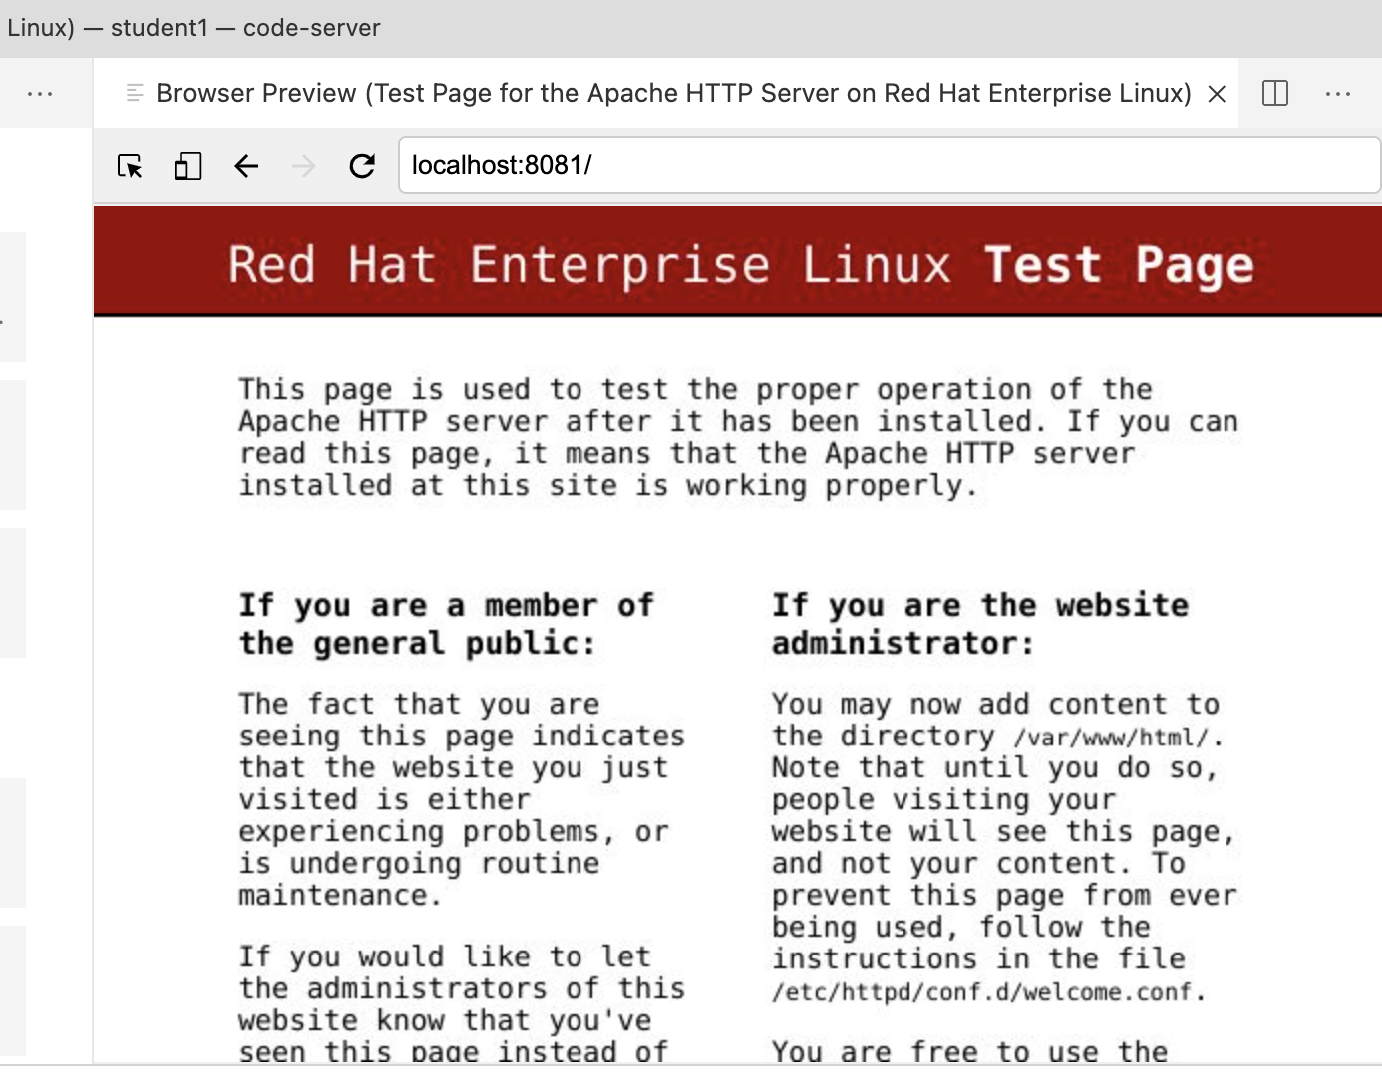 Linux) — student1 — code-server
Browser Preview (Test Page for the Apache HTTP Server on Red Hat Enterprise Linux)
localhost:8081/
Red Hat Enterprise Linux Test Page
This page is used to test the proper operation of the
Apache HTTP server after it has been installed. If you can
read this page, it means that the Apache HTTP server
installed at this site is working properly.
If you are a member of
the general public:
The fact that you are
seeing this page indicates
that the website you just
visited is either
experiencing problems, or
is undergoing routine
maintenance.
If you would like to let
the administrators of this
website know that you've
seen this page instead of
If you are the website
administrator:
You may now add content to
the directory /var/www/html/.
Note that until you do so,
people visiting your
website will see this page,
and not your content. To
prevent this page from ever
being used, follow the
instructions in the file
/etc/httpd/conf.d/welcome.conf.
You are free to use the